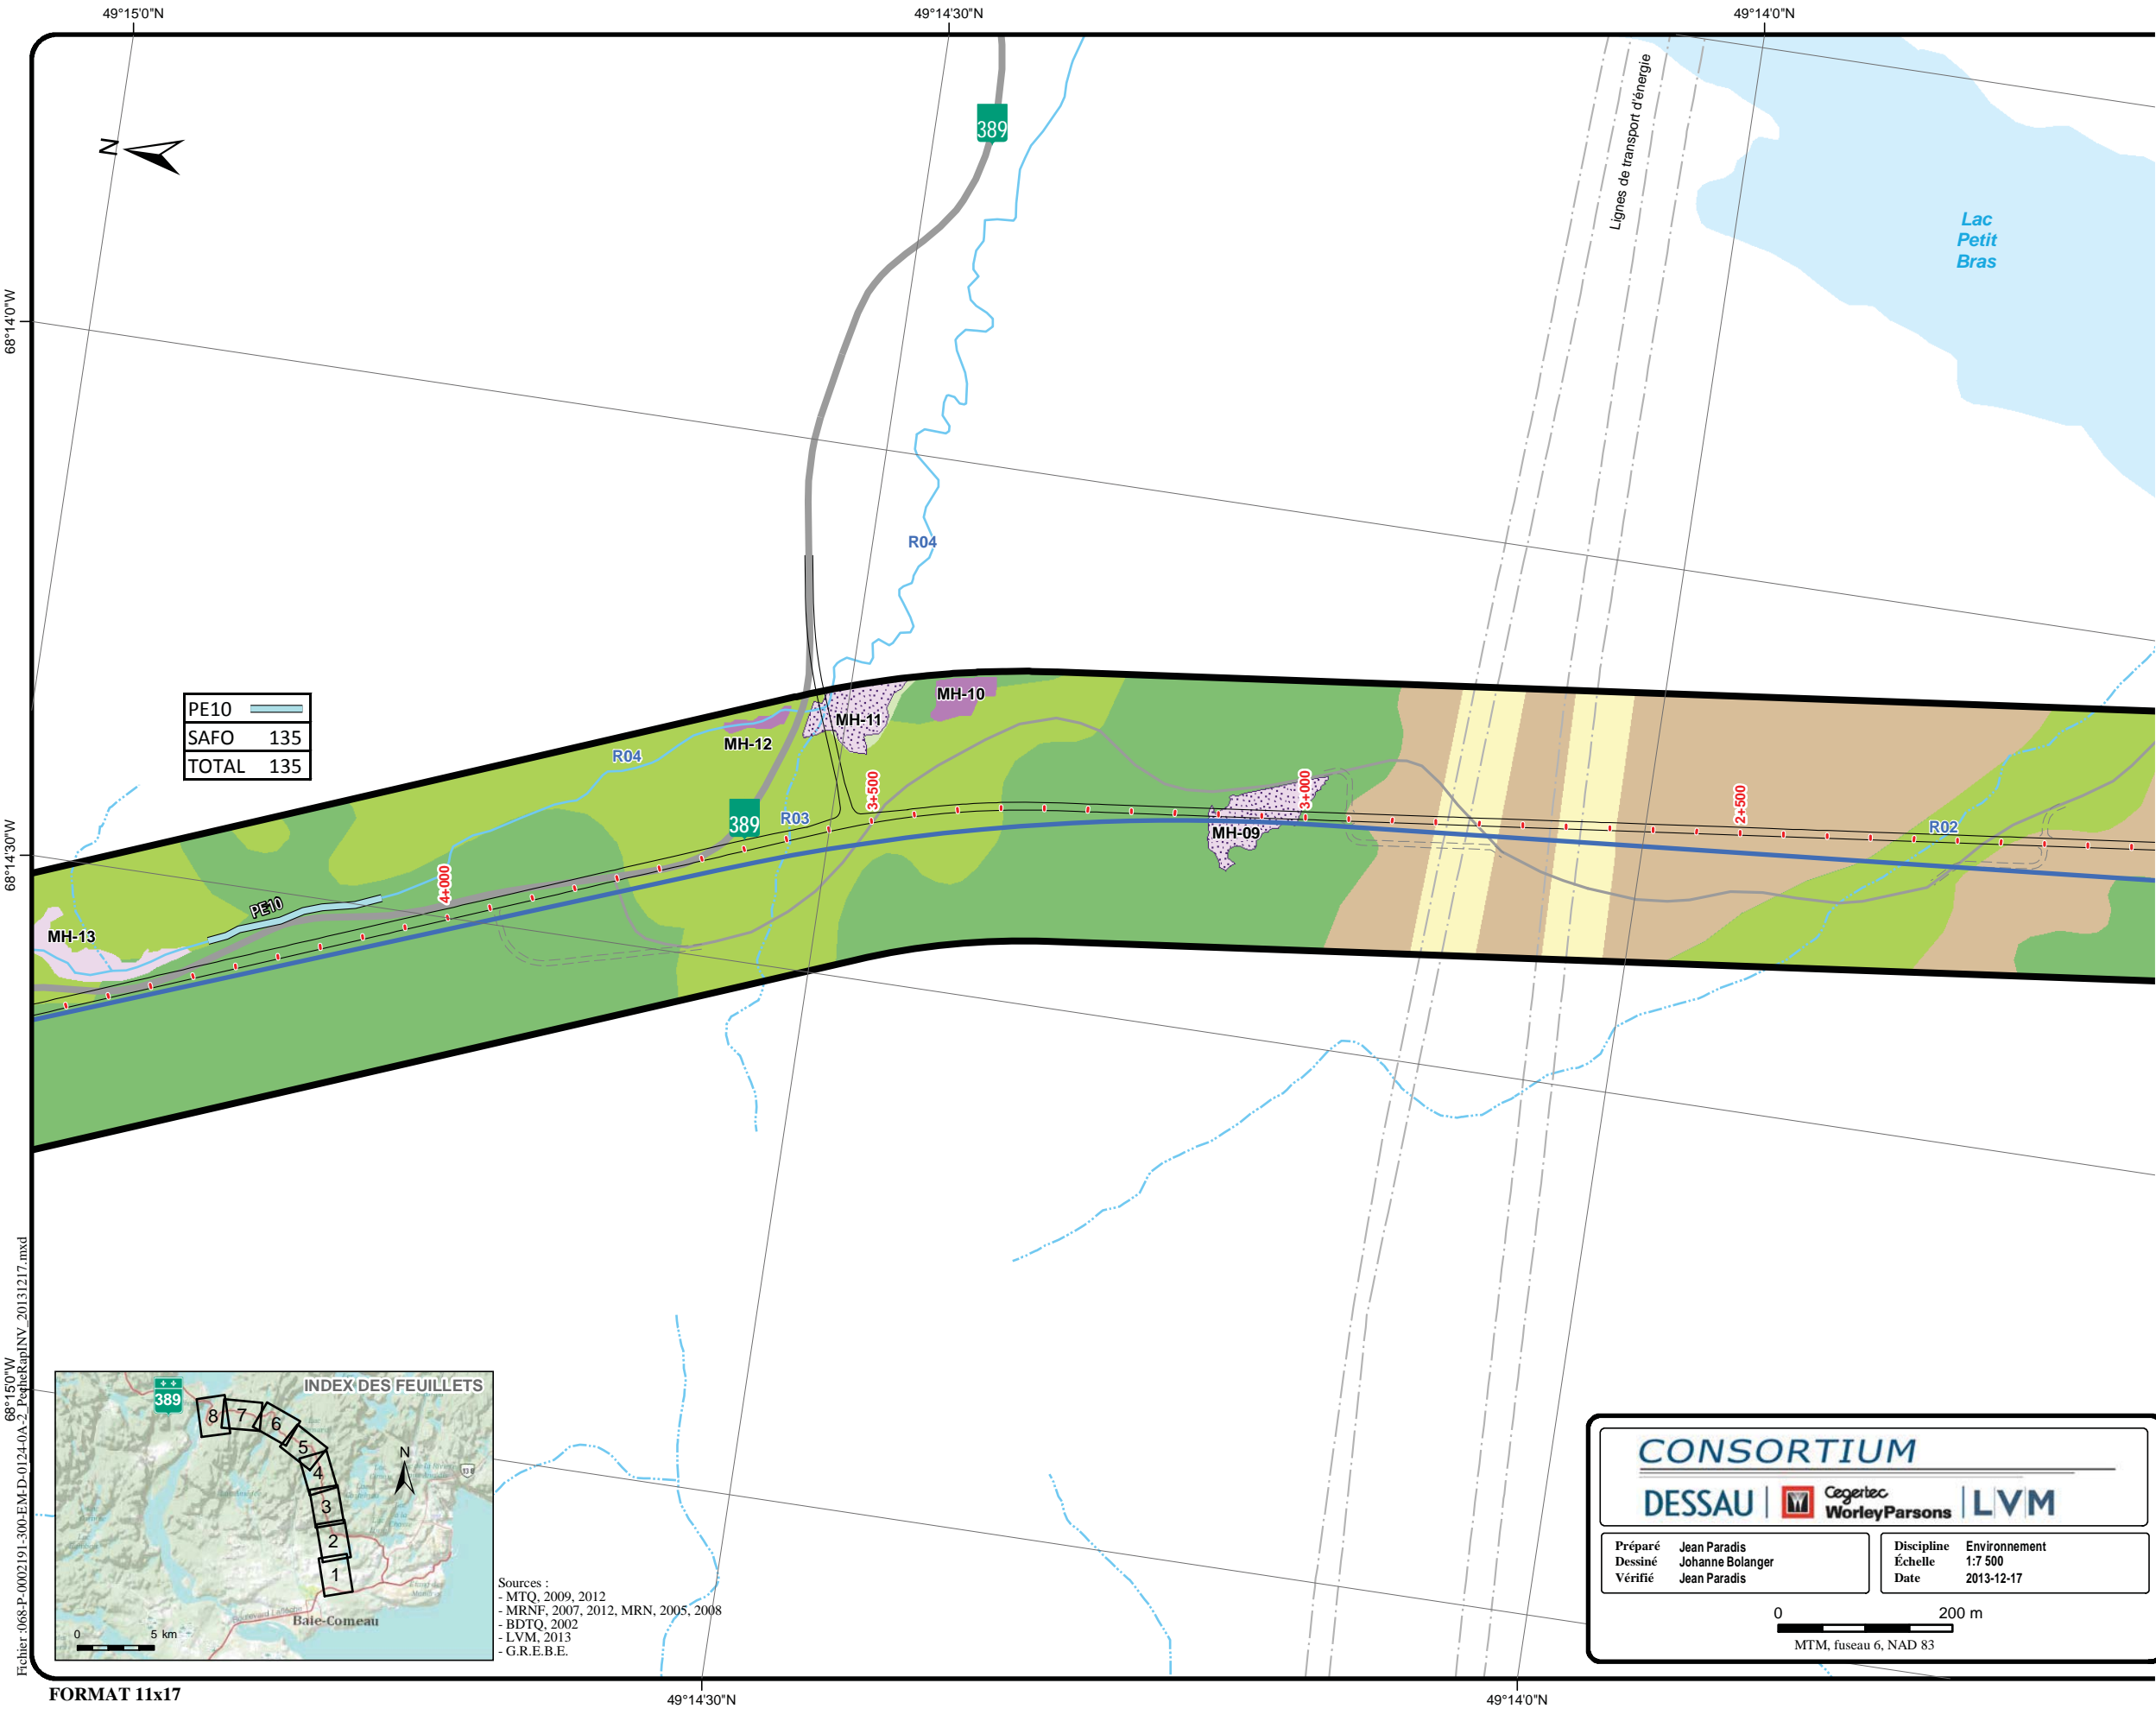 49°15'0"N
49°14'30"N
49°14'0"N
389
Lignes de transport d'énergie
N
Lac
Petit
Bras
68°14'0"W
R04
PE10
SAFO 135
TOTAL 135
MH-10
MH-11
MH-12
R04
3+500
3+000
2+500
389
R03
MH-09
R02
68°14'30"W
4+000
PE10
MH-13
68°15'0"W
Fichier :068-P-0002191-300-EM-D-0124-0A-2_PecheRapINV_20131217.mxd
INDEX DES FEUILLETS
389
8
7
6
5
4
3
2
1
N
Baie-Comeau
0 5 km
Sources :
- MTQ, 2009, 2012
- MRNF, 2007, 2012, MRN, 2005, 2008
- BDTQ, 2002
- LVM, 2013
- G.R.E.B.E.
CONSORTIUM
DESSAU
Cegertec
WorleyParsons
LVM
Préparé Jean Paradis
Dessiné Johanne Bolanger
Vérifié Jean Paradis
Discipline Environnement
Échelle 1:7 500
Date 2013-12-17
0 200 m
MTM, fuseau 6, NAD 83
FORMAT 11x17
49°14'30"N
49°14'0"N